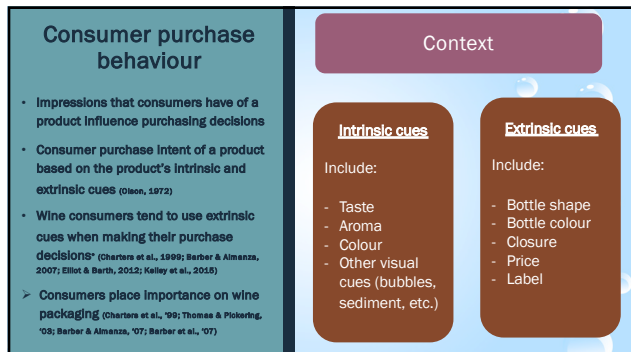 Consumer purchase
behaviour
• Impressions that consumers have of a
product influence purchasing decisions
• Consumer purchase intent of a product
based on the product's intrinsic and
extrinsic cues (Olson, 1972)
• Wine consumers tend to use extrinsic
cues when making their purchase
decisions* (Charters et al., 1999; Barber & Almanza,
2007; Elliot & Barth, 2012; Kelley et al., 2015)
➢ Consumers place importance on wine
packaging (Charters et al., '99; Thomas & Pickering,
'03; Barber & Almanza, '07; Barber et al., '07)
Context
Intrinsic cues
Include:
- Taste
- Aroma
- Colour
- Other visual
cues (bubbles,
sediment, etc.)
Extrinsic cues
Include:
- Bottle shape
- Bottle colour
- Closure
- Price
- Label